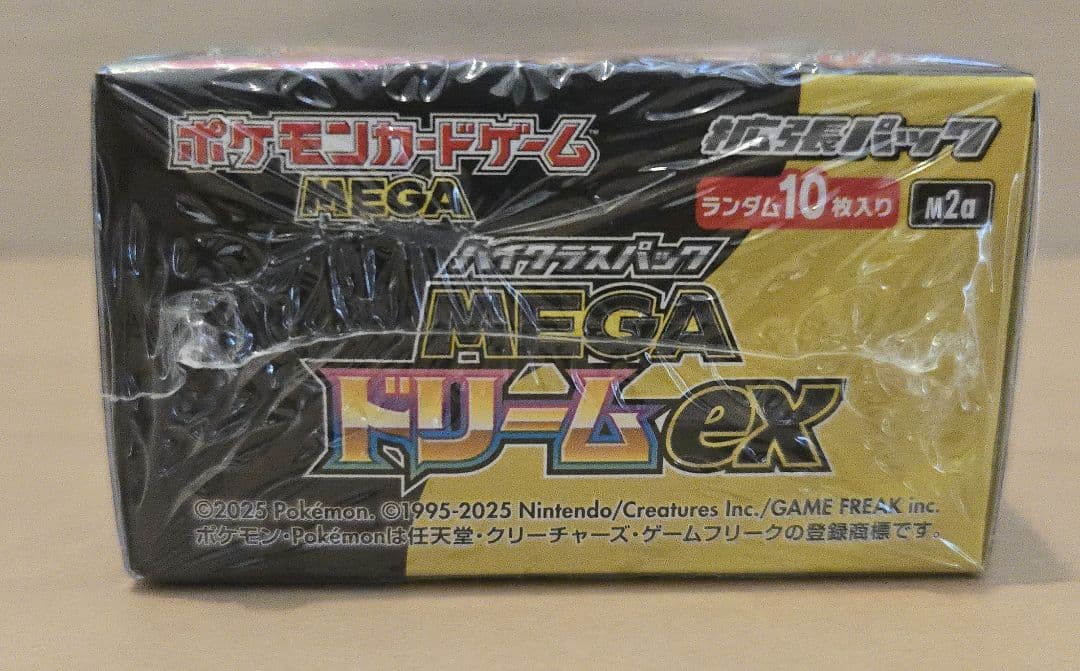 ポケモンカードゲーム™
MEGA
拡張パック
ランダム10枚入り
M2a
ハイクラスパック
MEGA
ドリームex
©2025 Pokémon. ©1995-2025 Nintendo/Creatures Inc./GAME FREAK inc.
ポケモン・Pokémonは任天堂・クリーチャーズ・ゲームフリークの登録商標です。